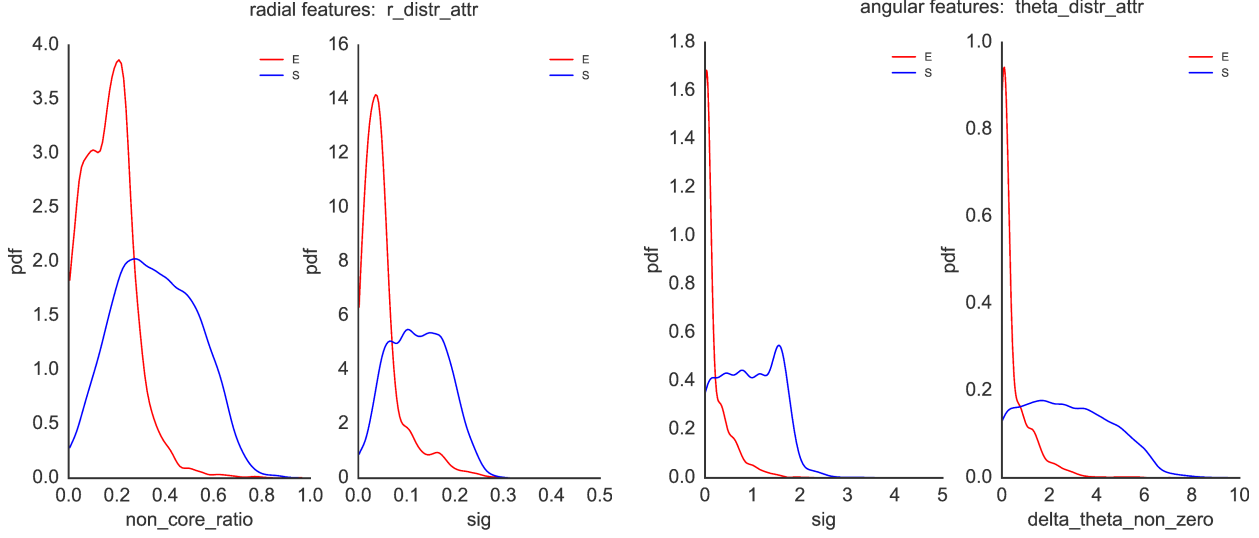 radial features: r_distr_attr
angular features: theta_distr_attr
4.0
3.5
3.0
2.5
2.0
1.5
1.0
0.5
0.0
pdf
E
S
0.0 0.2 0.4 0.6 0.8 1.0
non_core_ratio
16
14
12
10
8
6
4
2
0
pdf
E
S
0.0 0.1 0.2 0.3 0.4 0.5
sig
1.8
1.6
1.4
1.2
1.0
0.8
0.6
0.4
0.2
0.0
pdf
E
S
0 1 2 3 4 5
sig
1.0
0.8
0.6
0.4
0.2
0.0
pdf
E
S
0 2 4 6 8 10
delta_theta_non_zero